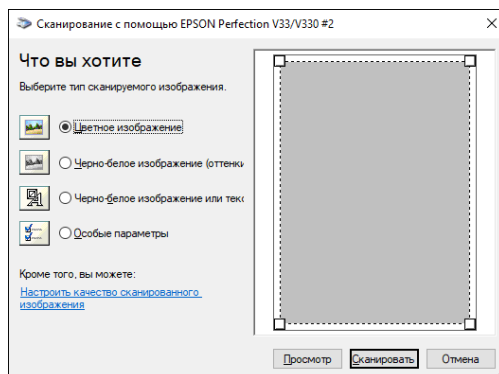 Сканирование с помощью EPSON Perfection V33/V330 #2
Что вы хотите
Выберите тип сканируемого изображения.
Цветное изображение
Черно-белое изображение (оттенки
Черно-белое изображение или текс
Особые параметры
Кроме того, вы можете:
Настроить качество сканированного
изображения
Просмотр Сканировать Отмена